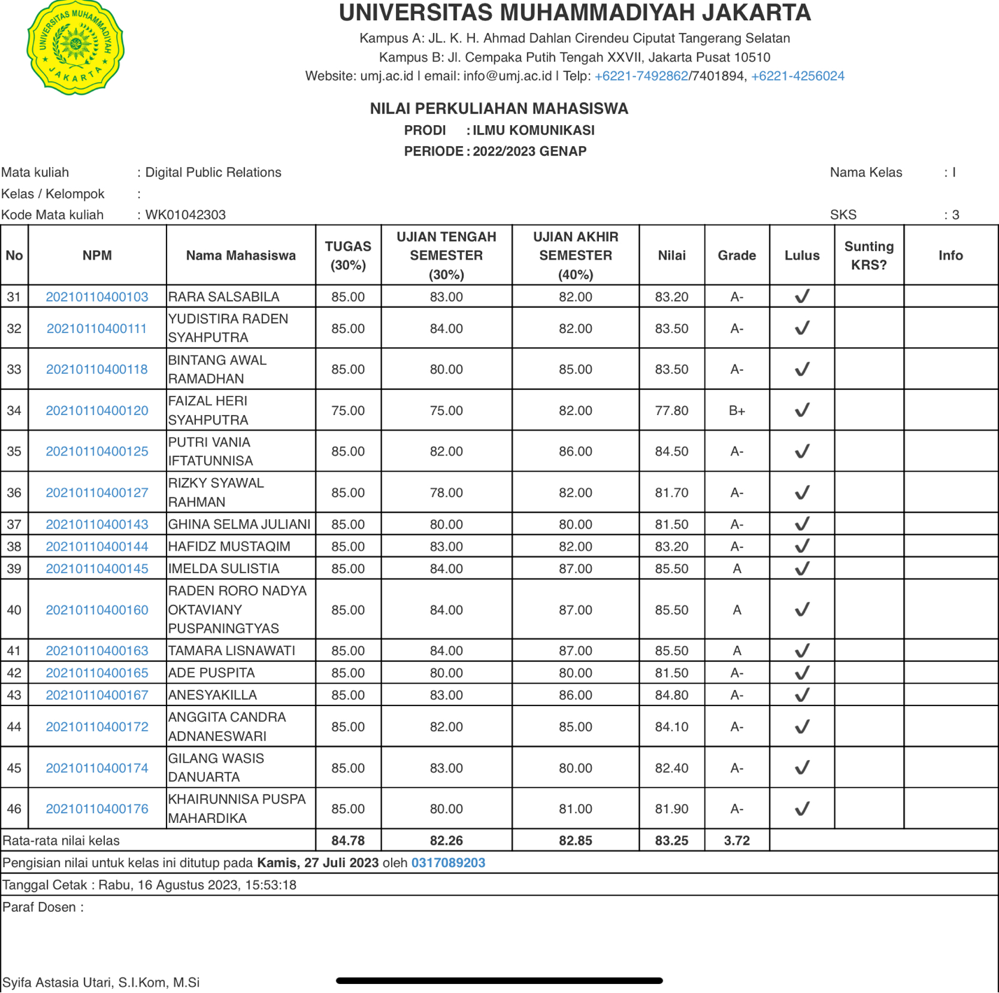 UNIVERSITAS MUHAMMADIYAH JAKARTA
UNIVERSITAS MUHAMMADIYAH
JAKARTA
Kampus A: JL. K. H. Ahmad Dahlan Cirendeu Ciputat Tangerang Selatan
Kampus B: Jl. Cempaka Putih Tengah XXVII, Jakarta Pusat 10510
Website: umj.ac.id | email: info@umj.ac.id | Telp: +6221-7492862/7401894, +6221-4256024
NILAI PERKULIAHAN MAHASISWA
PRODI : ILMU KOMUNIKASI
PERIODE : 2022/2023 GENAP
Mata kuliah : Digital Public Relations Nama Kelas : I
Kelas / Kelompok :
Kode Mata kuliah : WK01042303 SKS : 3
No NPM Nama Mahasiswa TUGAS (30%) UJIAN TENGAH SEMESTER (30%) UJIAN AKHIR SEMESTER (40%) Nilai Grade Lulus Sunting KRS? Info
31 20210110400103 RARA SALSABILA 85.00 83.00 82.00 83.20 A- ✔
32 20210110400111 YUDISTIRA RADEN SYAHPUTRA 85.00 84.00 82.00 83.50 A- ✔
33 20210110400118 BINTANG AWAL RAMADHAN 85.00 80.00 85.00 83.50 A- ✔
34 20210110400120 FAIZAL HERI SYAHPUTRA 75.00 75.00 82.00 77.80 B+ ✔
35 20210110400125 PUTRI VANIA IFTATUNNISA 85.00 82.00 86.00 84.50 A- ✔
36 20210110400127 RIZKY SYAWAL RAHMAN 85.00 78.00 82.00 81.70 A- ✔
37 20210110400143 GHINA SELMA JULIANI 85.00 80.00 80.00 81.50 A- ✔
38 20210110400144 HAFIDZ MUSTAQIM 85.00 83.00 82.00 83.20 A- ✔
39 20210110400145 IMELDA SULISTIA 85.00 84.00 87.00 85.50 A ✔
40 20210110400160 RADEN RORO NADYA OKTAVIANY PUSPANINGTYAS 85.00 84.00 87.00 85.50 A ✔
41 20210110400163 TAMARA LISNAWATI 85.00 84.00 87.00 85.50 A ✔
42 20210110400165 ADE PUSPITA 85.00 80.00 80.00 81.50 A- ✔
43 20210110400167 ANESYAKILLA 85.00 83.00 86.00 84.80 A- ✔
44 20210110400172 ANGGITA CANDRA ADNANESWARI 85.00 82.00 85.00 84.10 A- ✔
45 20210110400174 GILANG WASIS DANUARTA 85.00 83.00 80.00 82.40 A- ✔
46 20210110400176 KHAIRUNNISA PUSPA MAHARDIKA 85.00 80.00 81.00 81.90 A- ✔
Rata-rata nilai kelas 84.78 82.26 82.85 83.25 3.72
Pengisian nilai untuk kelas ini ditutup pada Kamis, 27 Juli 2023 oleh 0317089203
Tanggal Cetak : Rabu, 16 Agustus 2023, 15:53:18
Paraf Dosen :
Syifa Astasia Utari, S.I.Kom, M.Si